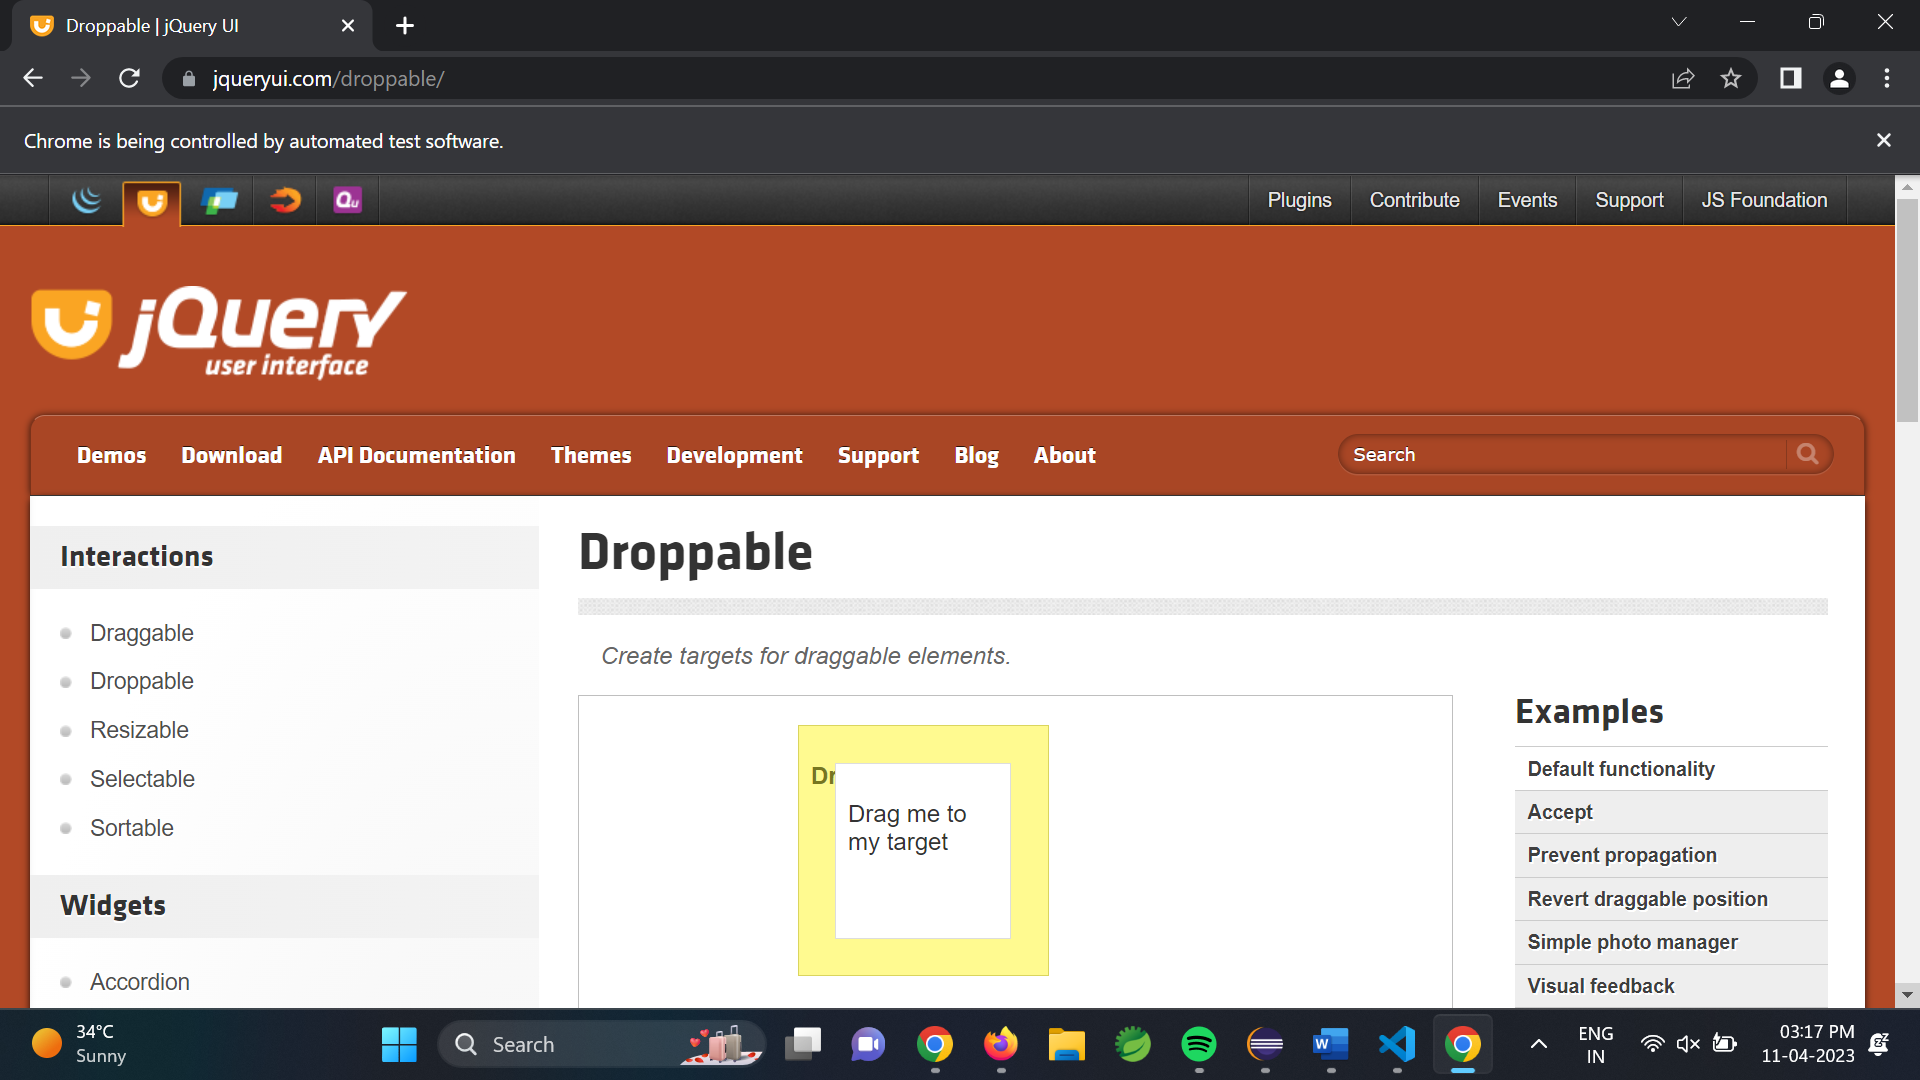 Droppable | jQuery UI
jqueryui.com/droppable/
Chrome is being controlled by automated test software.
Qu
Plugins Contribute Events Support JS Foundation
jQuery
user interface
Demos Download API Documentation Themes Development Support Blog About Search
Interactions
Draggable
Droppable
Resizable
Selectable
Sortable
Widgets
Accordion
Droppable
Create targets for draggable elements.
Dr
Drag me to
my target
Examples
Default functionality
Accept
Prevent propagation
Revert draggable position
Simple photo manager
Visual feedback
34°C
Sunny
Search
W
ENG
IN
03:17 PM
11-04-2023